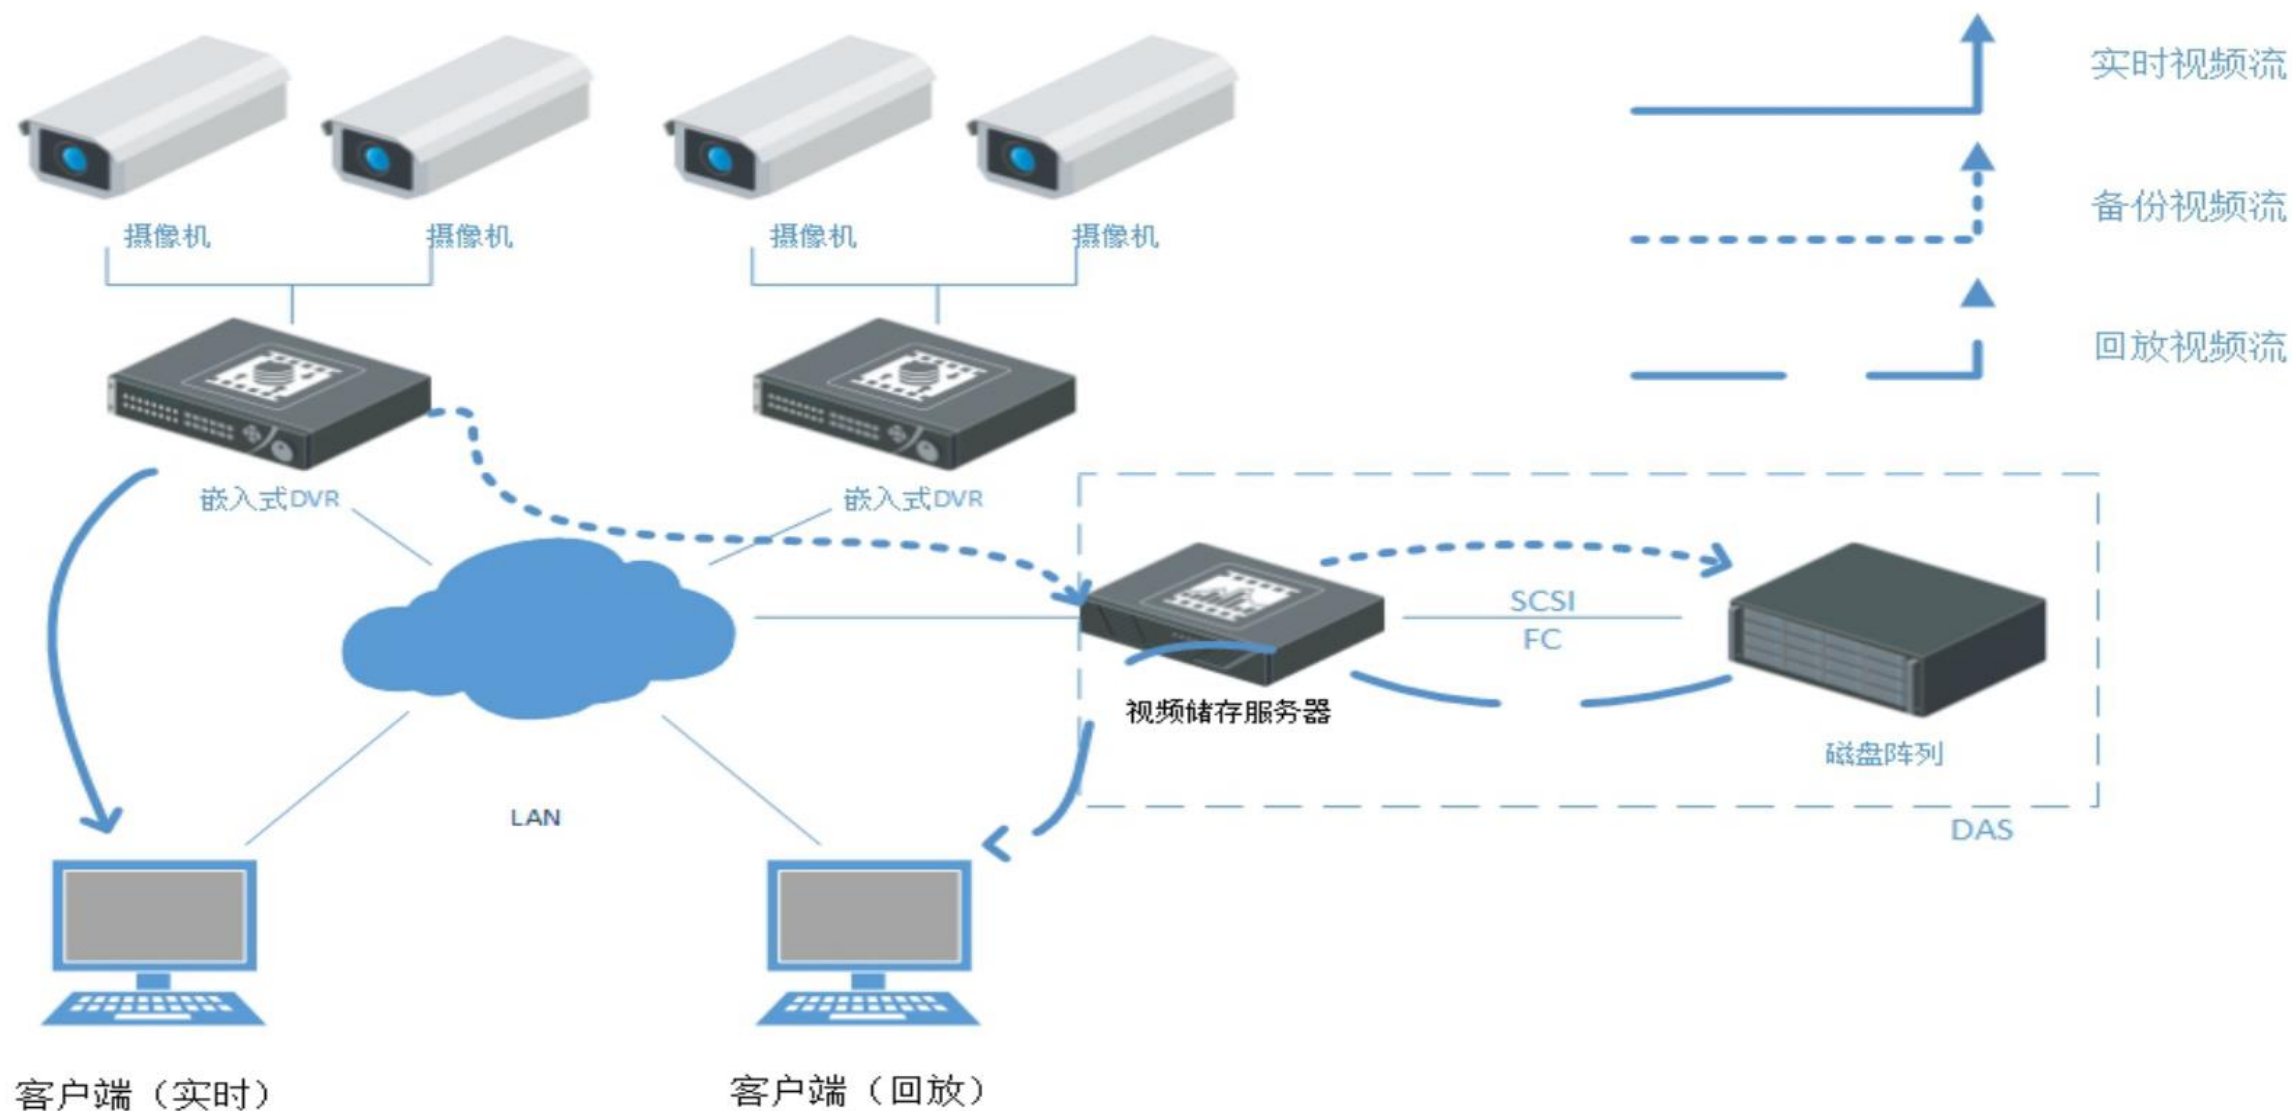 实时视频流
备份视频流
回放视频流
摄像机
摄像机
摄像机
摄像机
嵌入式DVR
嵌入式DVR
SCSI
FC
视频储存服务器
磁盘阵列
LAN
DAS
客户端（实时）
客户端（回放）